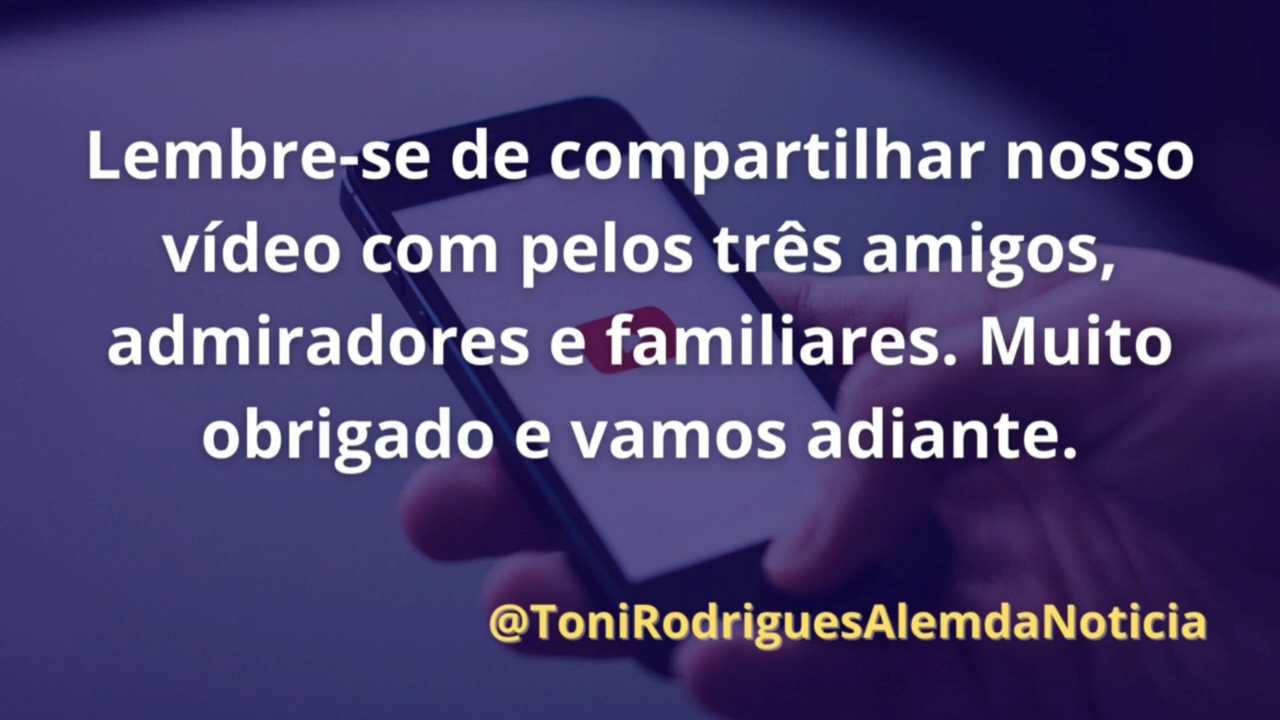 Lembre-se de compartilhar nosso
vídeo com pelos três amigos,
admiradores e familiares. Muito
obrigado e vamos adiante.
@ToniRodriguesAlemdaNoticia